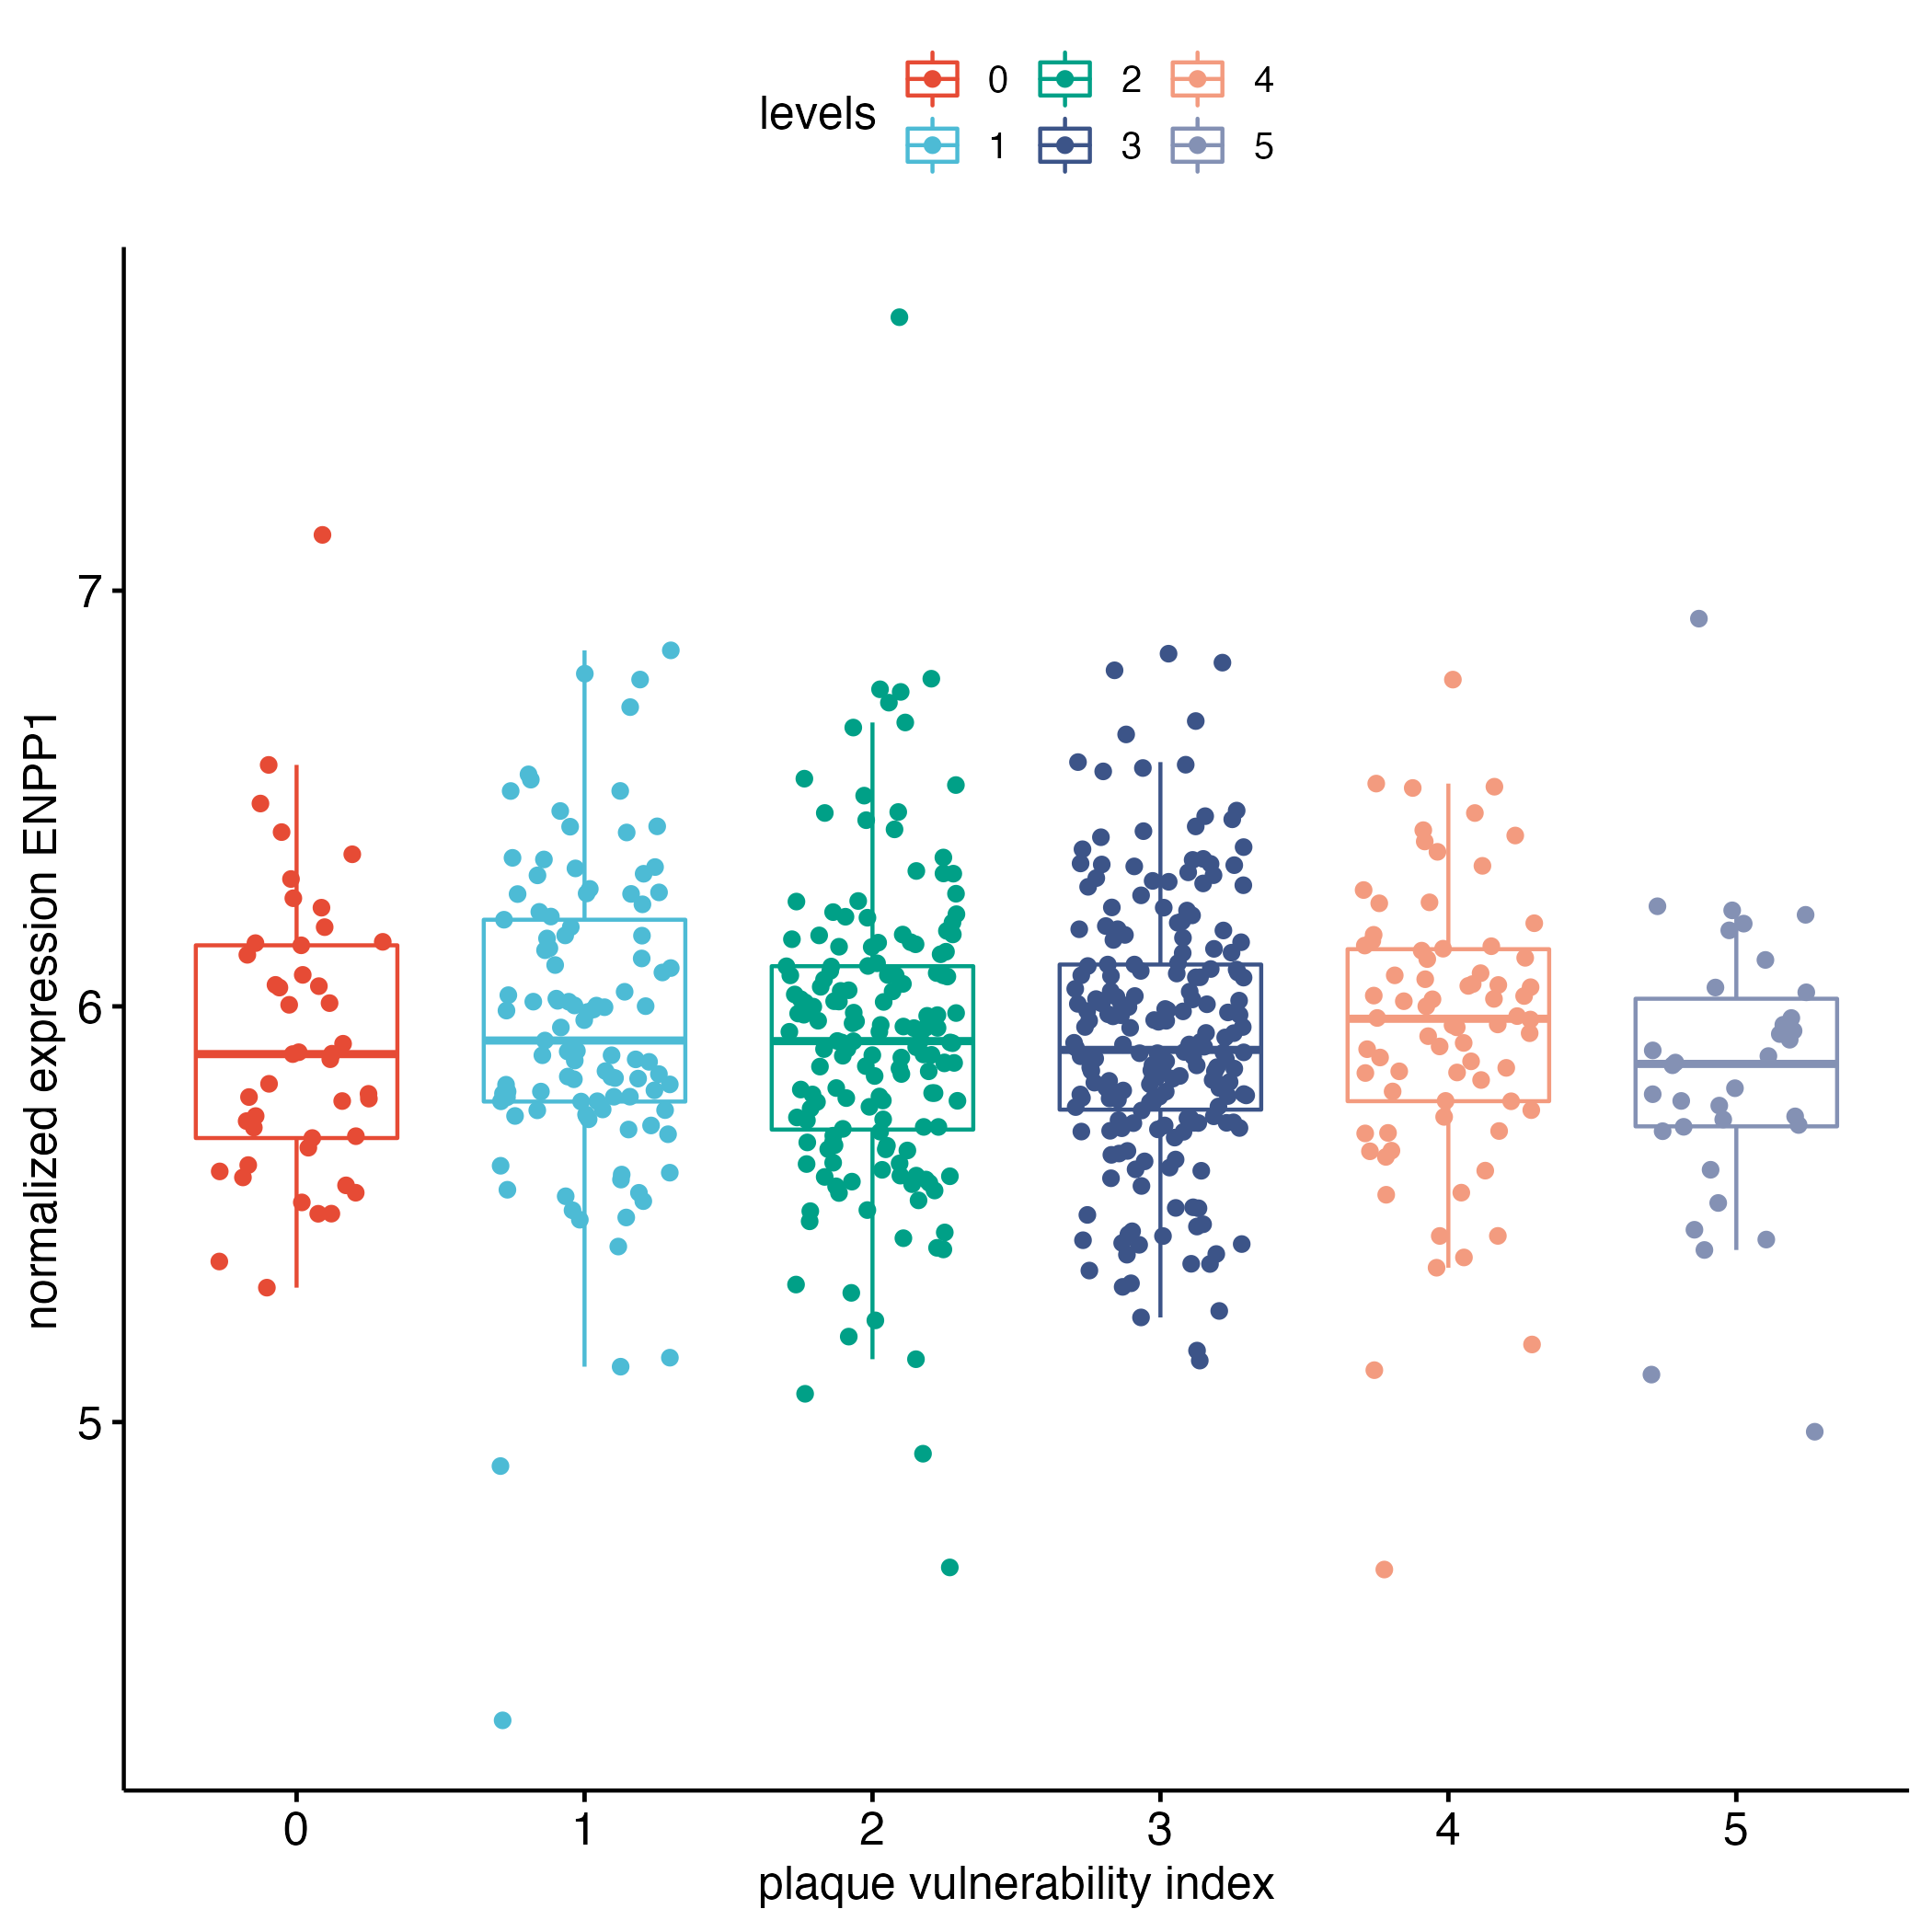 levels
0 2 4
1 3 5
normalized expression ENPP1
7
6
5
0 1 2 3 4 5
plaque vulnerability index